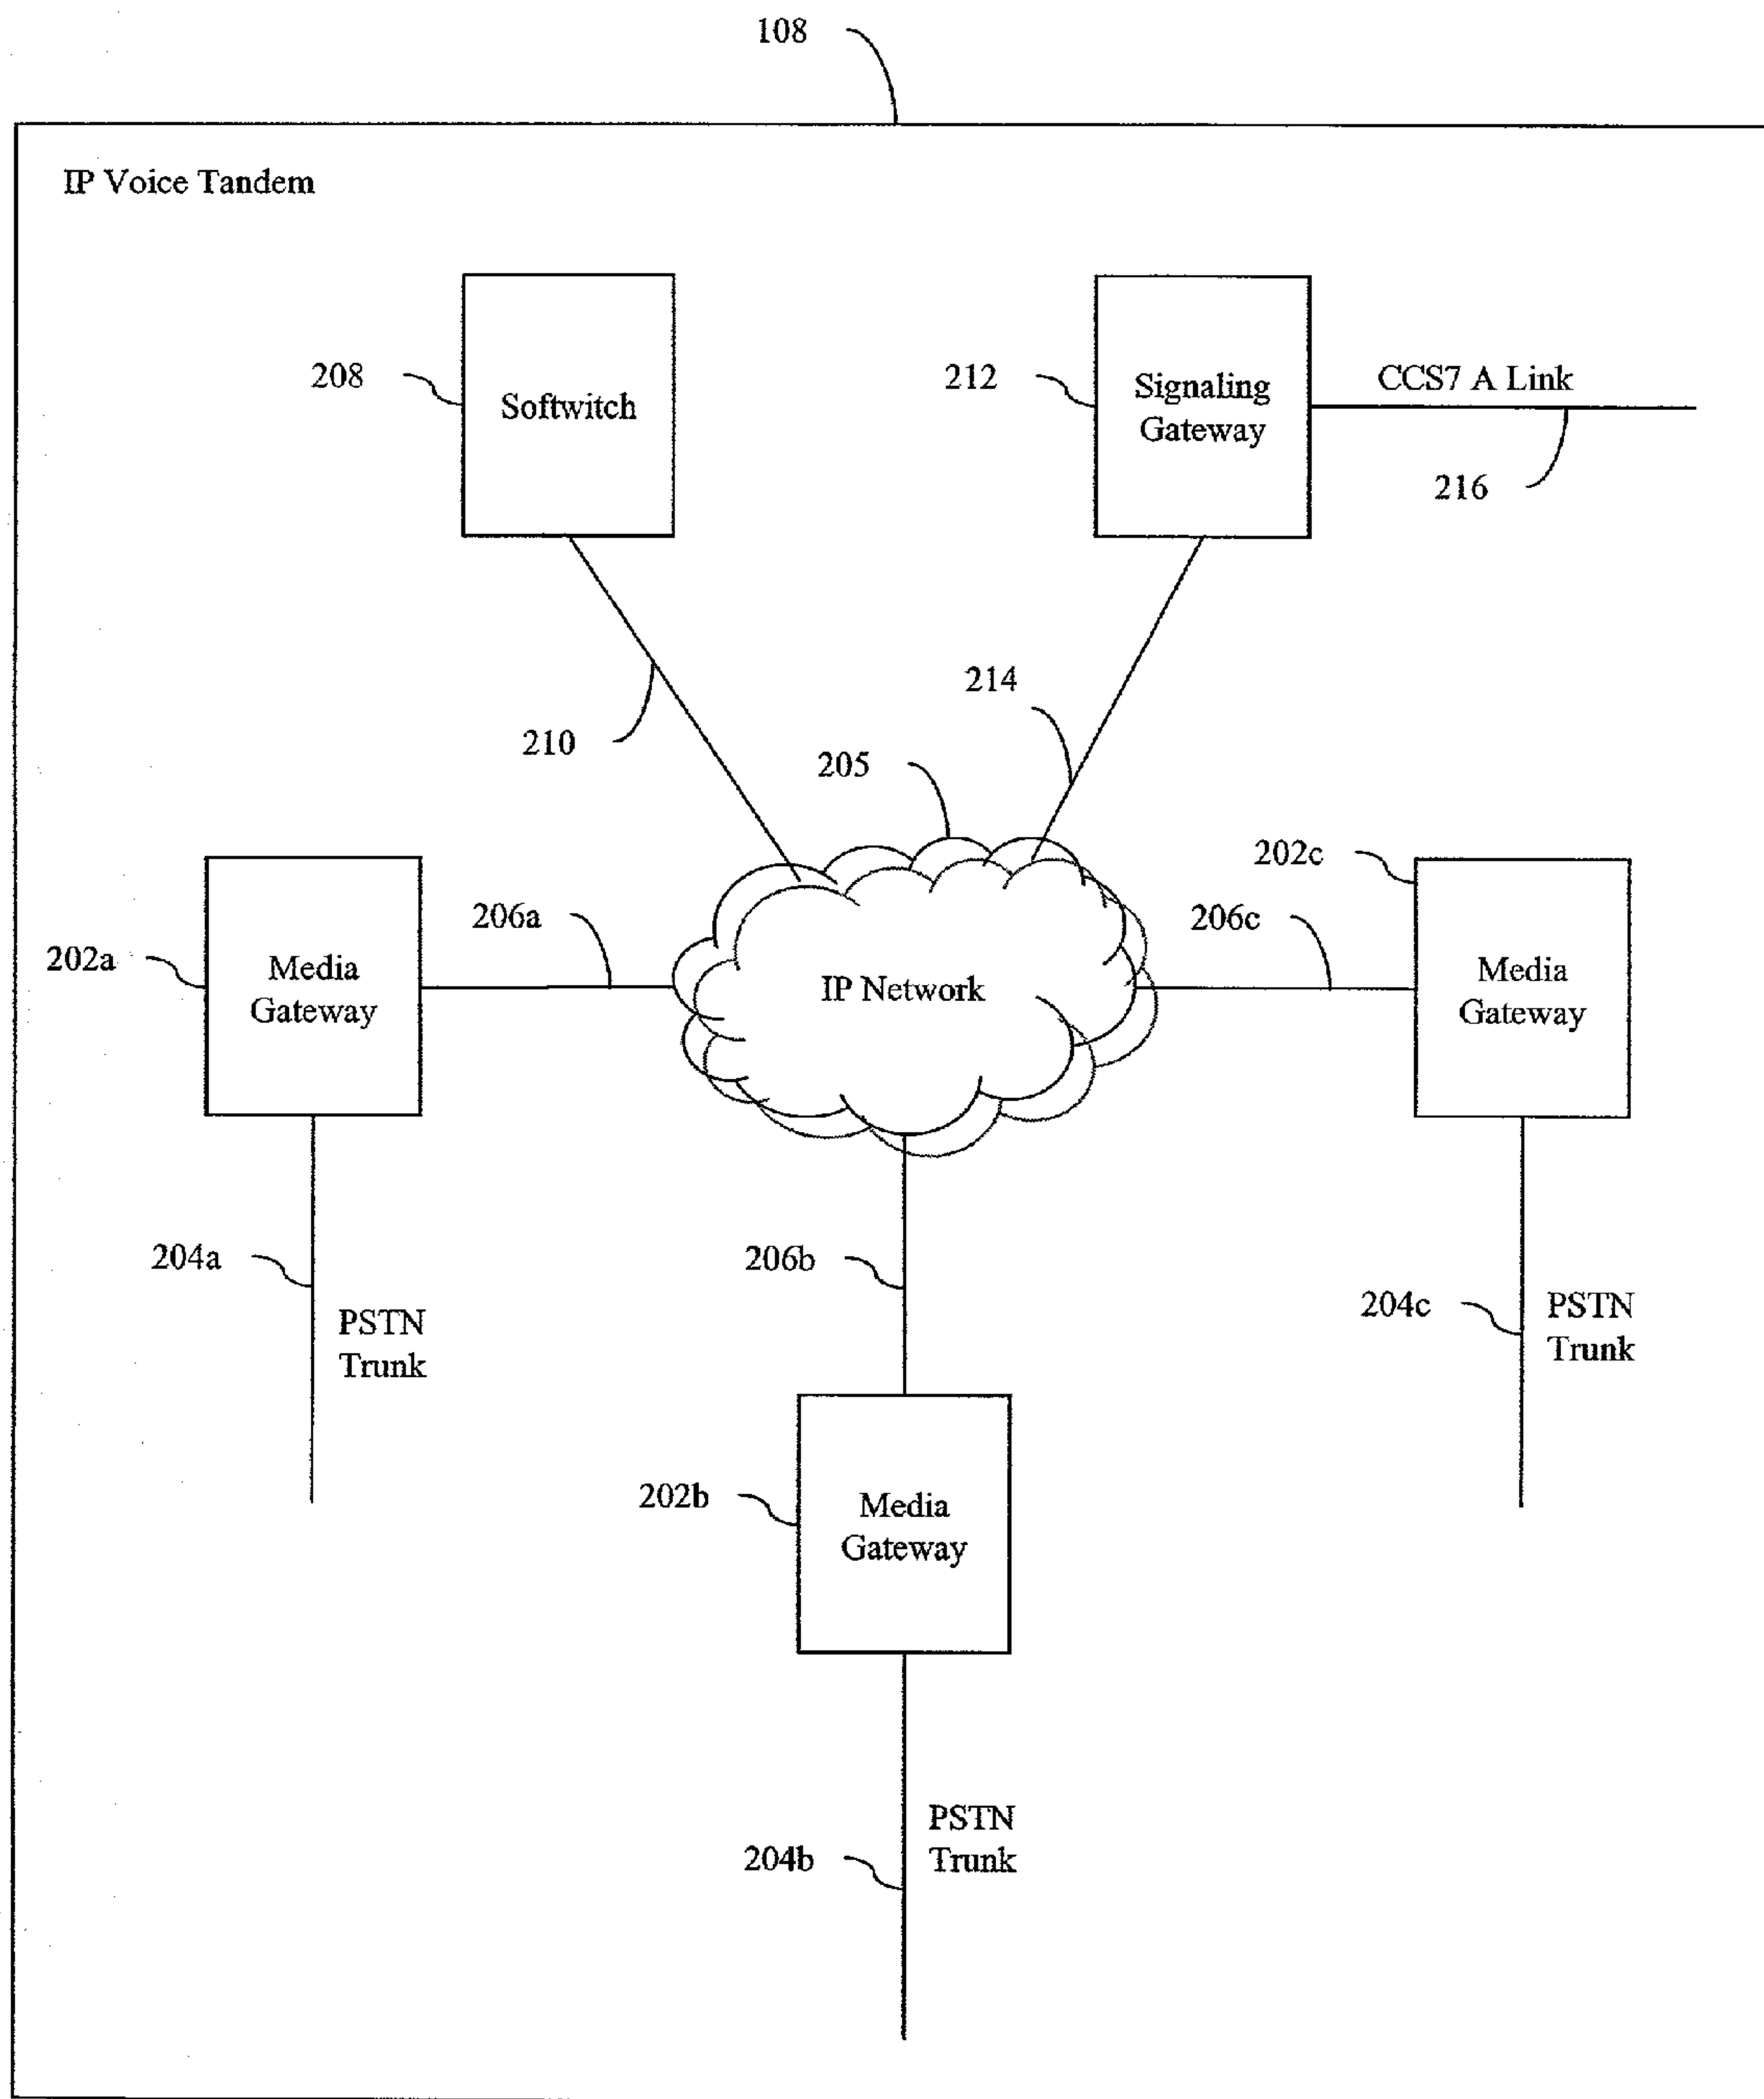 108
IP Voice Tandem
208
Softwitch
212
Signaling
Gateway
CCS7 A Link
216
210
214
205
202a
Media
Gateway
206a
IP Network
206c
202c
Media
Gateway
204a
PSTN
Trunk
206b
204c
PSTN
Trunk
202b
Media
Gateway
204b
PSTN
Trunk